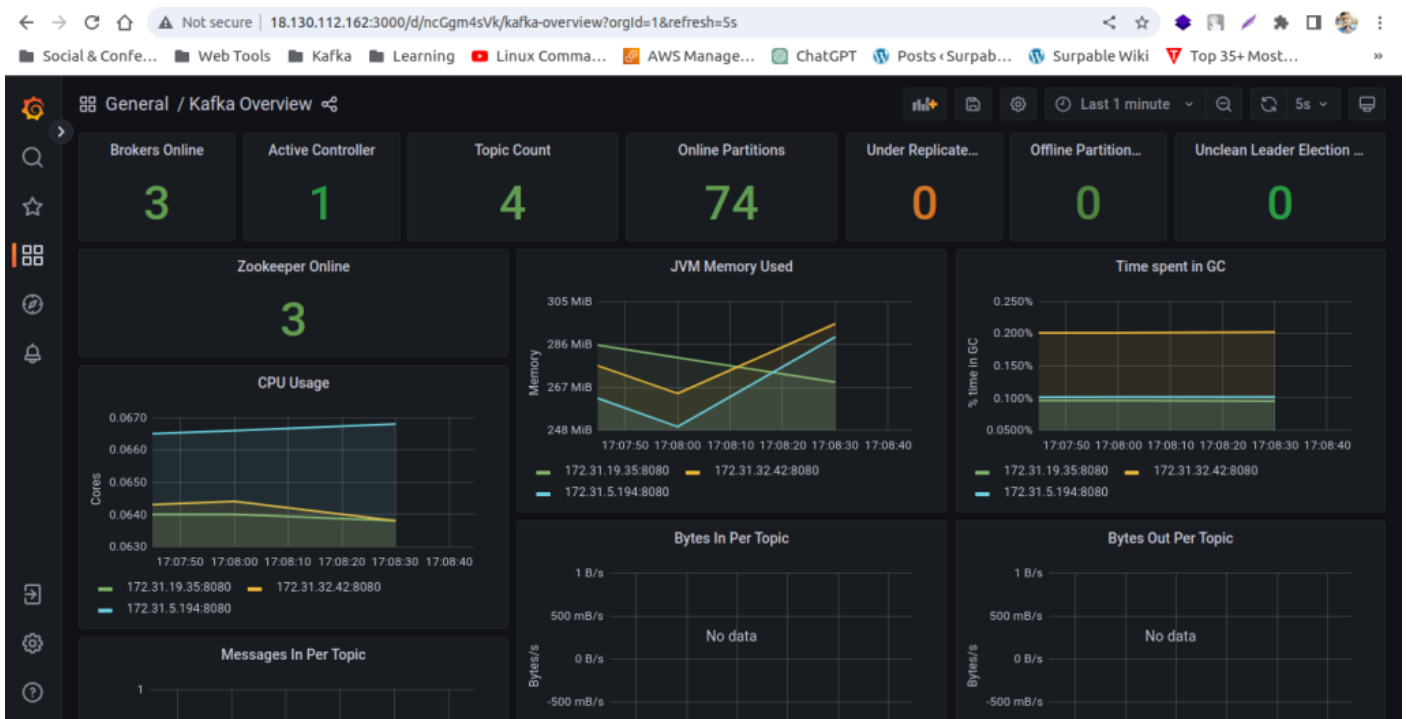 Not secure | 18.130.112.162:3000/d/ncGgm4sVk/kafka-overview?orgId=1&refresh=5s
Social & Confe... Web Tools Kafka Learning Linux Comma... AWS Manage... ChatGPT Posts ‹ Surpab... Surpable Wiki Top 35+ Most... »
General / Kafka Overview Last 1 minute 5s
Brokers Online Active Controller Topic Count Online Partitions Under Replicate... Offline Partition... Unclean Leader Election ...
3 1 4 74 0 0 0
Zookeeper Online
3
JVM Memory Used
305 MiB
286 MiB
267 MiB
248 MiB
Memory
17:07:50 17:08:00 17:08:10 17:08:20 17:08:30 17:08:40
172.31.19.35:8080 172.31.32.42:8080
172.31.5.194:8080
Time spent in GC
0.250%
0.200%
0.150%
0.100%
0.0500%
% time in GC
17:07:50 17:08:00 17:08:10 17:08:20 17:08:30 17:08:40
172.31.19.35:8080 172.31.32.42:8080
172.31.5.194:8080
CPU Usage
0.0670
0.0660
0.0650
0.0640
0.0630
Cores
17:07:50 17:08:00 17:08:10 17:08:20 17:08:30 17:08:40
172.31.19.35:8080 172.31.32.42:8080
172.31.5.194:8080
Bytes In Per Topic
1 B/s
500 mB/s
0 B/s
-500 mB/s
Bytes/s
No data
Bytes Out Per Topic
1 B/s
500 mB/s
0 B/s
-500 mB/s
Bytes/s
No data
Messages In Per Topic
1